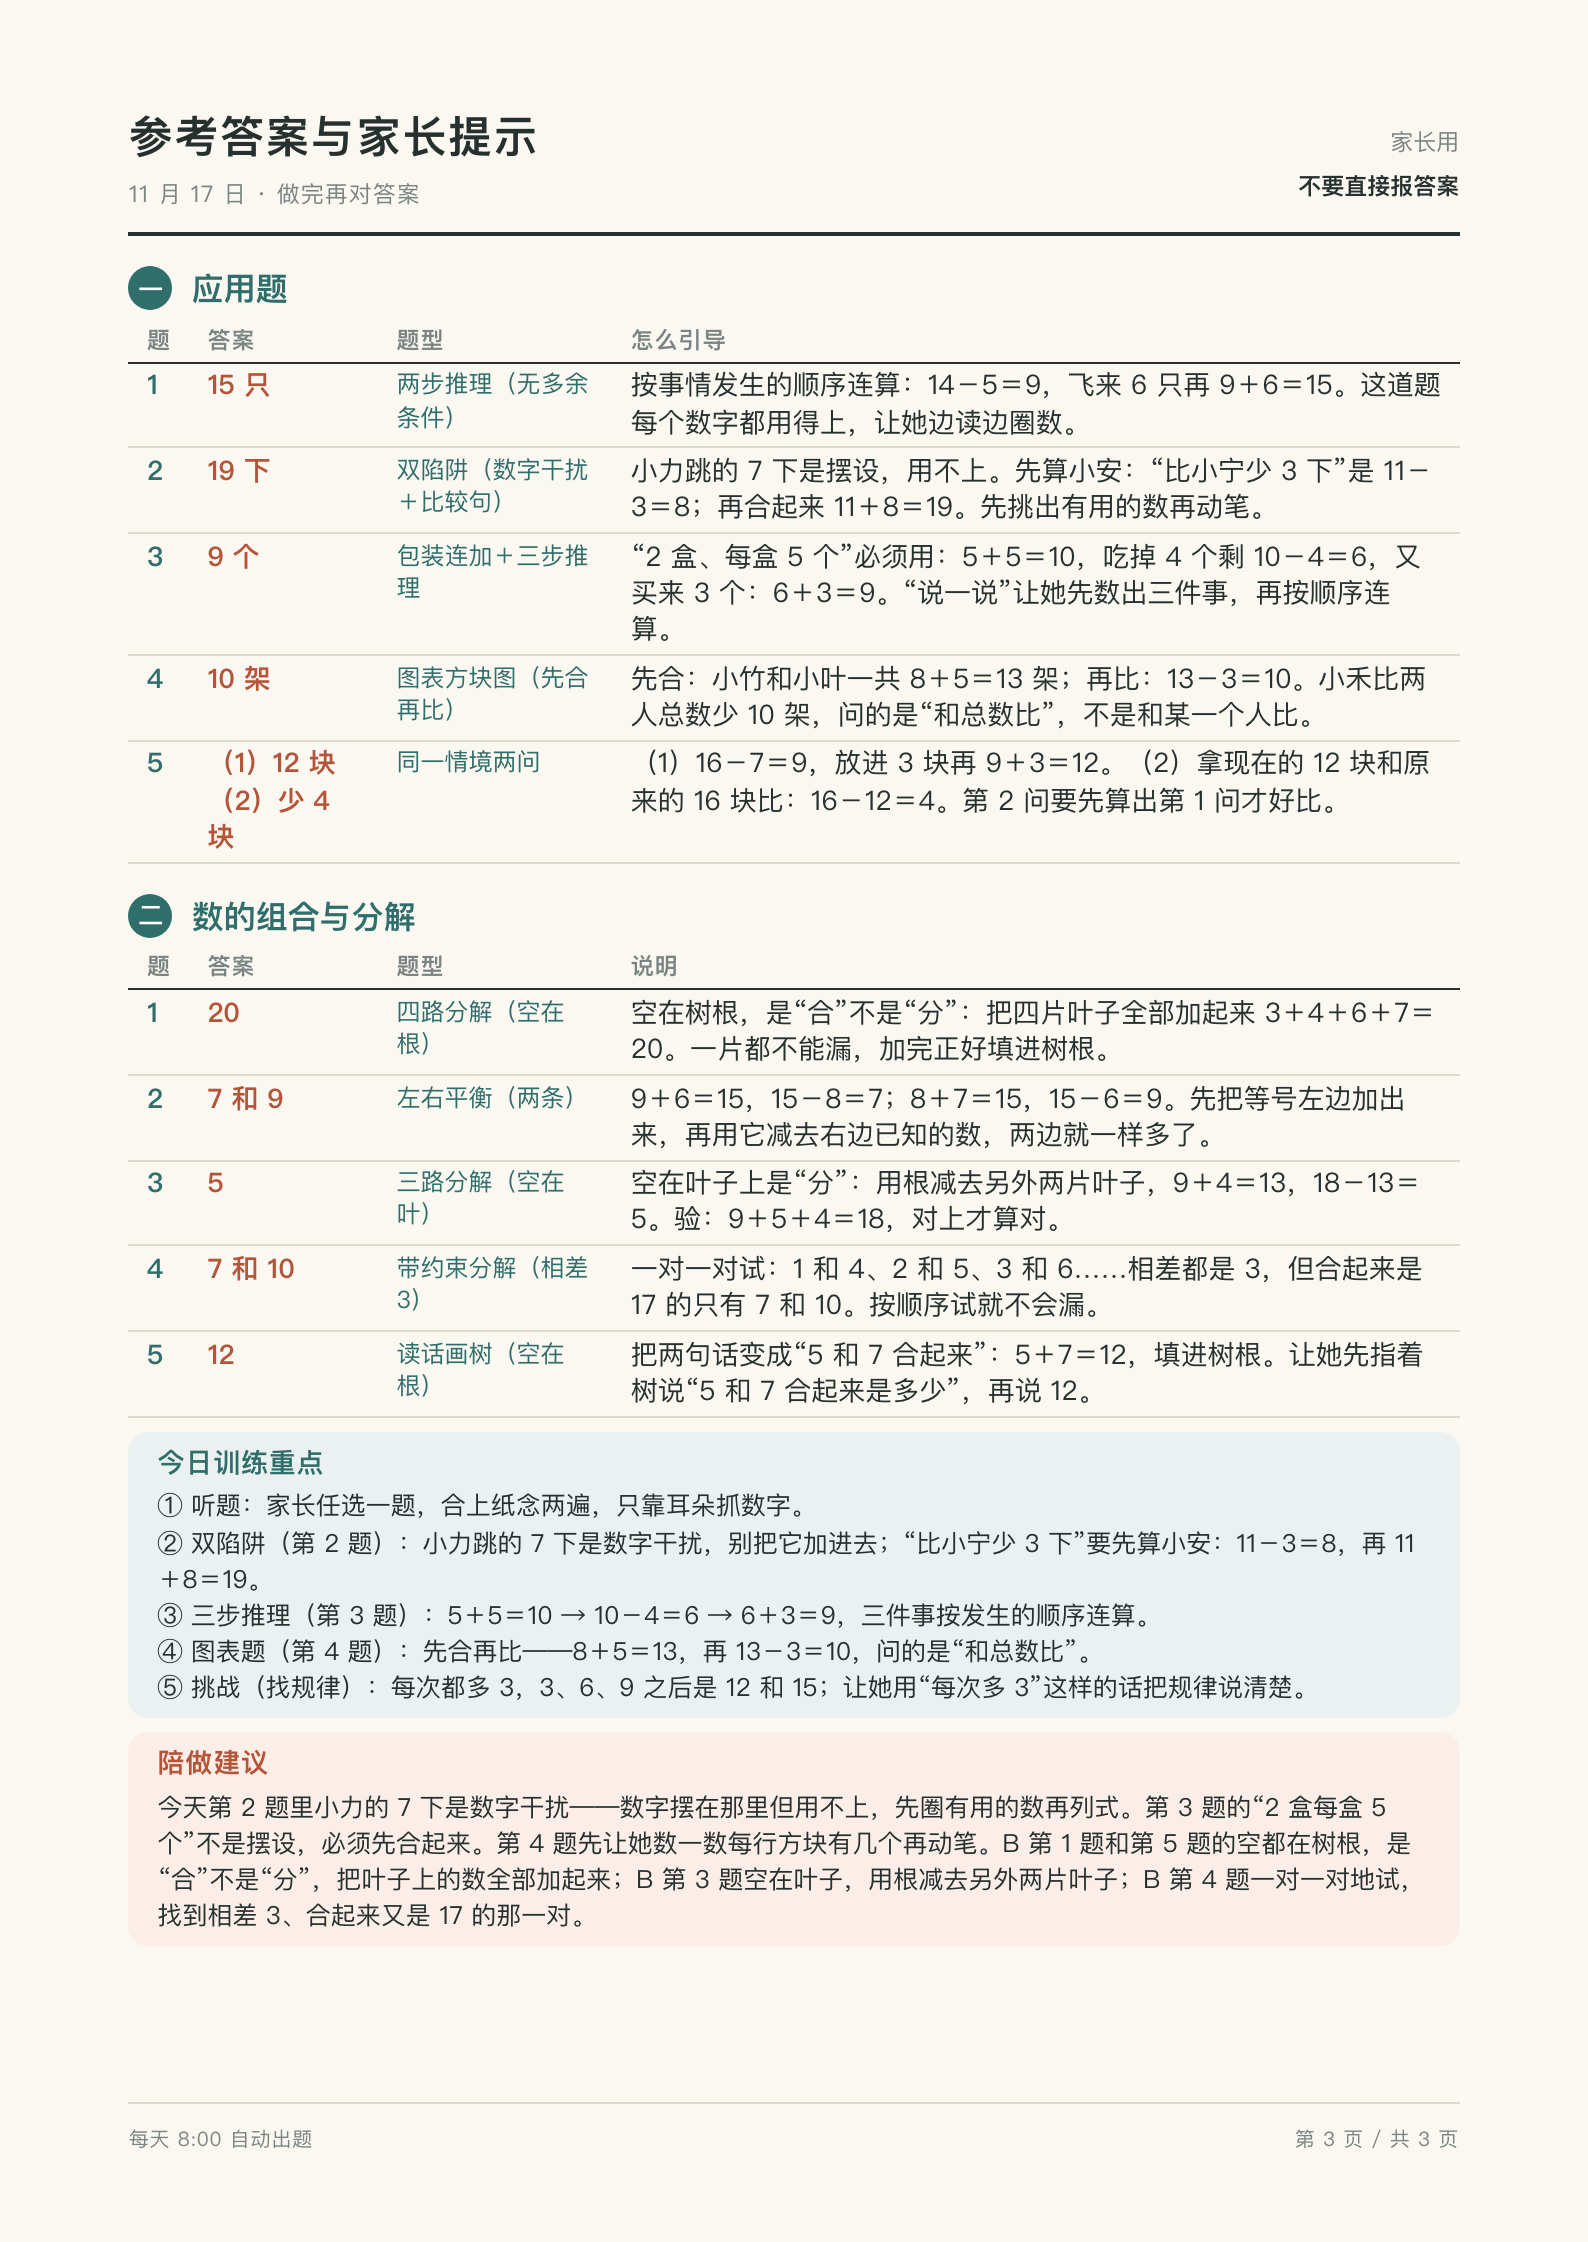 参考答案与家长提示
家长用
11 月 17 日 · 做完再对答案
不要直接报答案
一 应用题
题 答案 题型 怎么引导
1 15 只 两步推理（无多余 按事情发生的顺序连算：14－5＝9，飞来 6 只再 9＋6＝15。这道题
条件） 每个数字都用得上，让她边读边圈数。
2 19 下 双陷阱（数字干扰 小力跳的 7 下是摆设，用不上。先算小安：“比小宁少 3 下”是 11－
＋比较句） 3＝8；再合起来 11＋8＝19。先挑出有用的数再动笔。
3 9 个 包装连加＋三步推 “2 盒、每盒 5 个”必须用：5＋5＝10，吃掉 4 个剩 10－4＝6，又
理 买来 3 个：6＋3＝9。“说一说”让她先数出三件事，再按顺序连
算。
4 10 架 图表方块图（先合 先合：小竹和小叶一共 8＋5＝13 架；再比：13－3＝10。小禾比两
再比） 人总数少 10 架，问的是“和总数比”，不是和某一个人比。
5 （1）12 块 同一情境两问 （1）16－7＝9，放进 3 块再 9＋3＝12。（2）拿现在的 12 块和原
（2）少 4 来的 16 块比：16－12＝4。第 2 问要先算出第 1 问才好比。
块
二 数的组合与分解
题 答案 题型 说明
1 20 四路分解（空在 空在树根，是“合”不是“分”：把四片叶子全部加起来 3＋4＋6＋7＝
根） 20。一片都不能漏，加完正好填进树根。
2 7 和 9 左右平衡（两条） 9＋6＝15，15－8＝7；8＋7＝15，15－6＝9。先把等号左边加出
来，再用它减去右边已知的数，两边就一样多了。
3 5 三路分解（空在 空在叶子上是“分”：用根减去另外两片叶子，9＋4＝13，18－13＝
叶） 5。验：9＋5＋4＝18，对上才算对。
4 7 和 10 带约束分解（相差 一对一对试：1 和 4、2 和 5、3 和 6……相差都是 3，但合起来是
3） 17 的只有 7 和 10。按顺序试就不会漏。
5 12 读话画树（空在 把两句话变成“5 和 7 合起来”：5＋7＝12，填进树根。让她先指着
根） 树说“5 和 7 合起来是多少”，再说 12。
今日训练重点
① 听题：家长任选一题，合上纸念两遍，只靠耳朵抓数字。
② 双陷阱（第 2 题）：小力跳的 7 下是数字干扰，别把它加进去；“比小宁少 3 下”要先算小安：11－3＝8，再 11
＋8＝19。
③ 三步推理（第 3 题）：5＋5＝10 → 10－4＝6 → 6＋3＝9，三件事按发生的顺序连算。
④ 图表题（第 4 题）：先合再比——8＋5＝13，再 13－3＝10，问的是“和总数比”。
⑤ 挑战（找规律）：每次都多 3，3、6、9 之后是 12 和 15；让她用“每次多 3”这样的话把规律说清楚。
陪做建议
今天第 2 题里小力的 7 下是数字干扰——数字摆在那里但用不上，先圈有用的数再列式。第 3 题的“2 盒每盒 5
个”不是摆设，必须先合起来。第 4 题先让她数一数每行方块有几个再动笔。B 第 1 题和第 5 题的空都在树根，是
“合”不是“分”，把叶子上的数全部加起来；B 第 3 题空在叶子，用根减去另外两片叶子；B 第 4 题一对一对地试，
找到相差 3、合起来又是 17 的那一对。
每天 8:00 自动出题
第 3 页 / 共 3 页